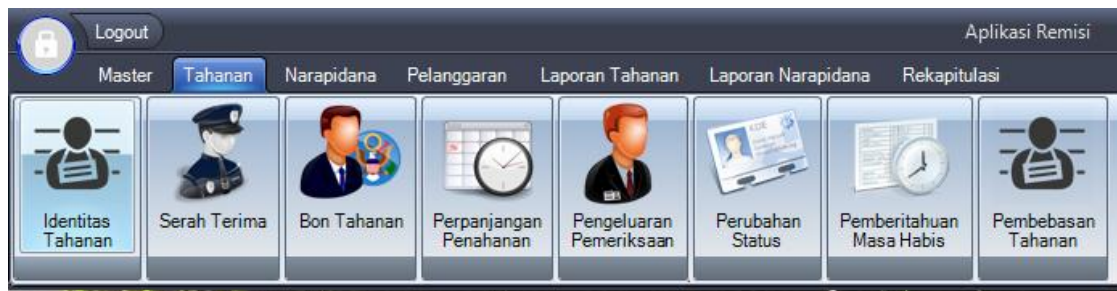 Logout
Aplikasi Remisi
Master Tahanan Narapidana Pelanggaran Laporan Tahanan Laporan Narapidana Rekapitulasi
Identitas Tahanan
Serah Terima
Bon Tahanan
Perpanjangan Penahanan
Pengeluaran Pemeriksaan
Perubahan Status
Pemberitahuan Masa Habis
Pembebasan Tahanan